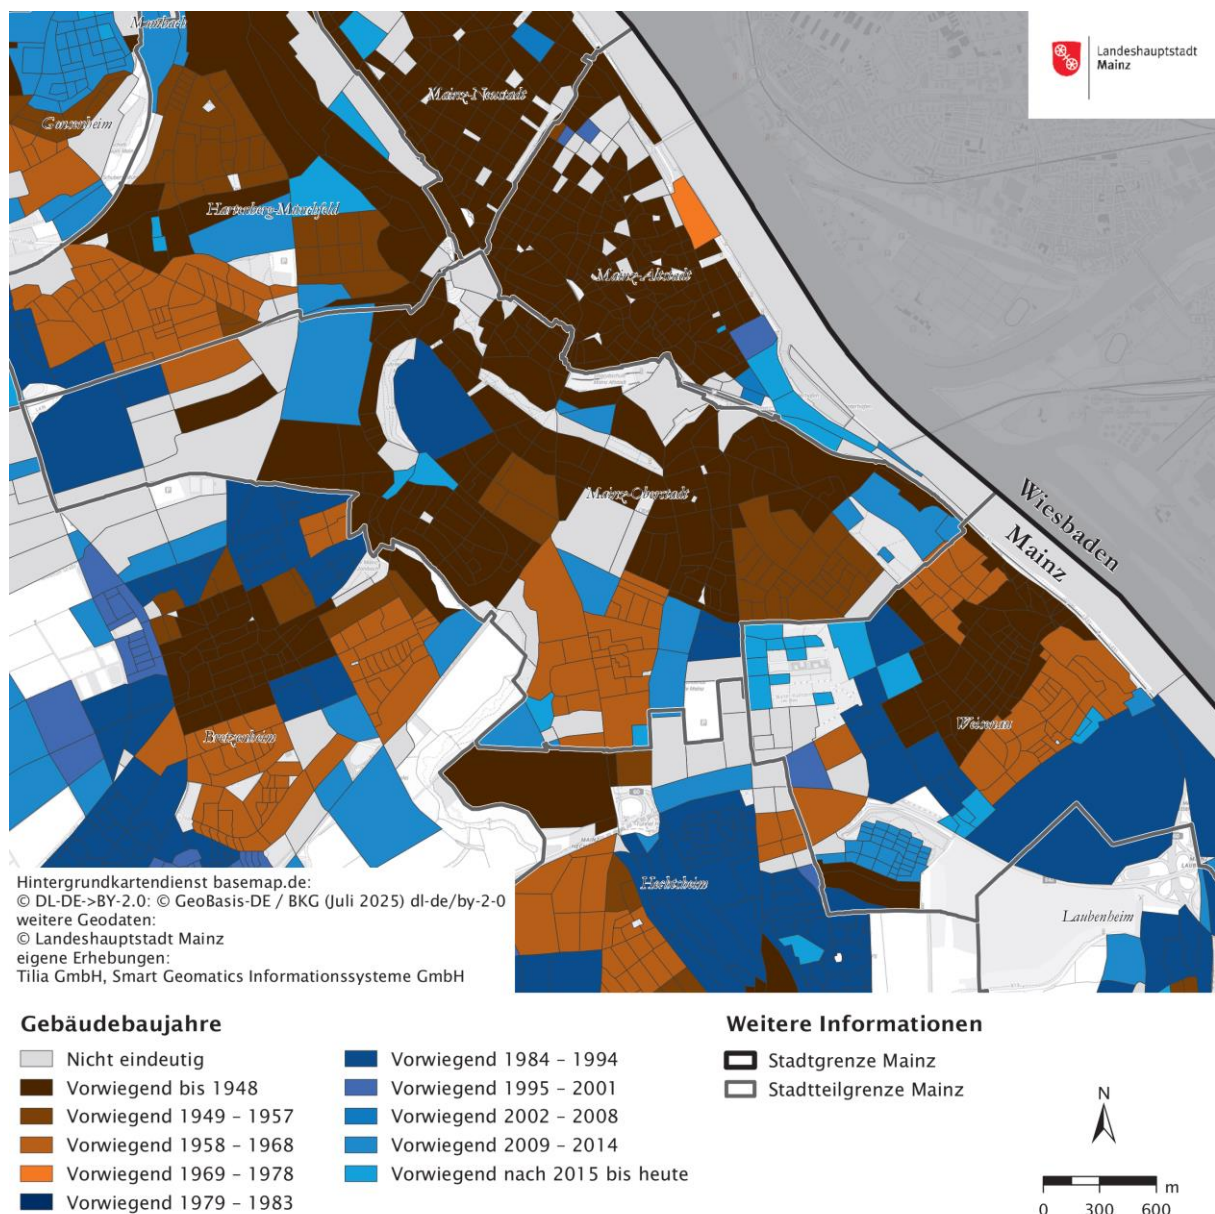 Landeshauptstadt
Mainz
Mombach
Mainz-Neustadt
Gonsenheim
Hartenberg-Münchfeld
Mainz-Altstadt
Mainz-Oberstadt
Wiesbaden
Mainz
Weisenau
Bretzenheim
Hechtsheim
Laubenheim
Hintergrundkartendienst basemap.de:
© DL-DE->BY-2.0: © GeoBasis-DE / BKG (Juli 2025) dl-de/by-2-0
weitere Geodaten:
© Landeshauptstadt Mainz
eigene Erhebungen:
Tilia GmbH, Smart Geomatics Informationssysteme GmbH
Gebäudebaujahre
Nicht eindeutig
Vorwiegend bis 1948
Vorwiegend 1949 – 1957
Vorwiegend 1958 – 1968
Vorwiegend 1969 – 1978
Vorwiegend 1979 – 1983
Vorwiegend 1984 – 1994
Vorwiegend 1995 – 2001
Vorwiegend 2002 – 2008
Vorwiegend 2009 – 2014
Vorwiegend nach 2015 bis heute
Weitere Informationen
Stadtgrenze Mainz
Stadtteilgrenze Mainz
N
m
0 300 600